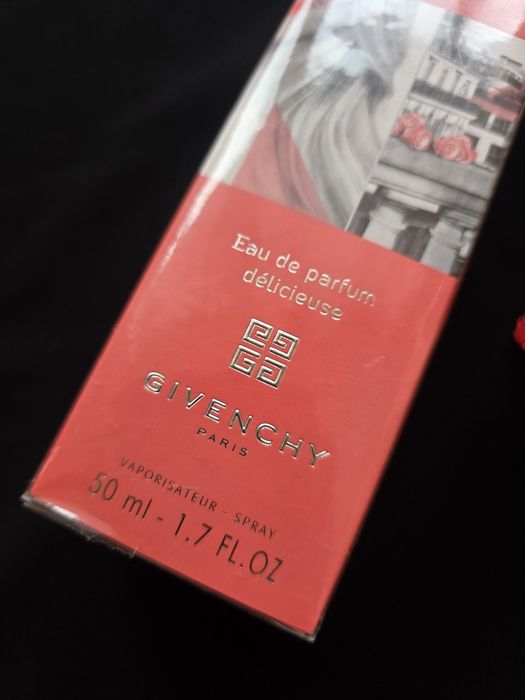 Eau de parfum
délicieuse
GIVENCHY
PARIS
VAPORISATEUR - SPRAY
50 ml - 1.7 FL.OZ